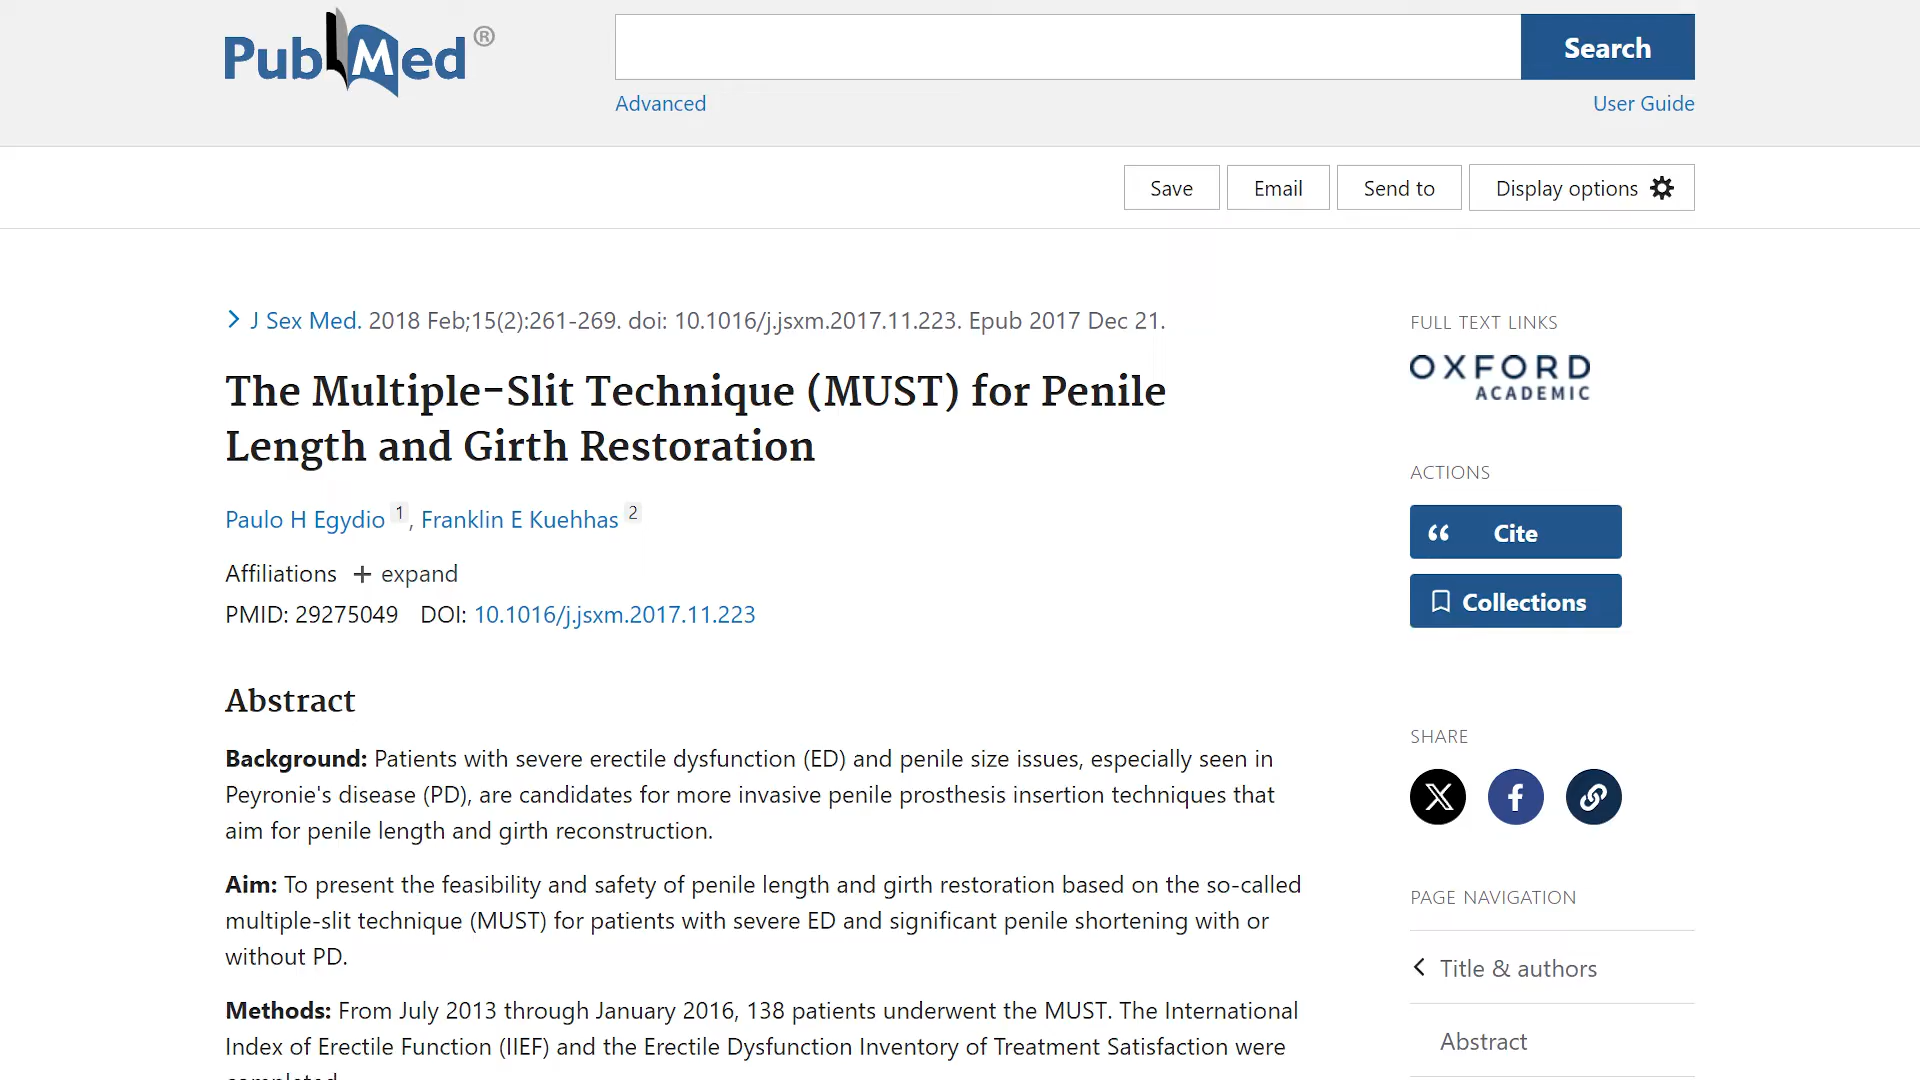 PubMed®
Search
Advanced
User Guide
Save
Email
Send to
Display options
J Sex Med. 2018 Feb;15(2):261-269. doi: 10.1016/j.jsxm.2017.11.223. Epub 2017 Dec 21.
The Multiple-Slit Technique (MUST) for Penile
Length and Girth Restoration
Paulo H Egydio 1, Franklin E Kuehhas 2
Affiliations + expand
PMID: 29275049 DOI: 10.1016/j.jsxm.2017.11.223
Abstract
Background: Patients with severe erectile dysfunction (ED) and penile size issues, especially seen in
Peyronie's disease (PD), are candidates for more invasive penile prosthesis insertion techniques that
aim for penile length and girth reconstruction.
Aim: To present the feasibility and safety of penile length and girth restoration based on the so-called
multiple-slit technique (MUST) for patients with severe ED and significant penile shortening with or
without PD.
Methods: From July 2013 through January 2016, 138 patients underwent the MUST. The International
Index of Erectile Function (IIEF) and the Erectile Dysfunction Inventory of Treatment Satisfaction were
FULL TEXT LINKS
OXFORD
ACADEMIC
ACTIONS
Cite
Collections
SHARE
PAGE NAVIGATION
Title & authors
Abstract